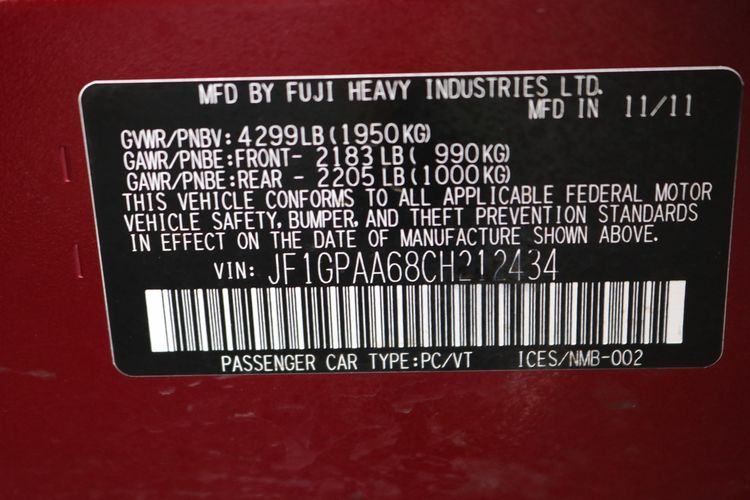 MFD BY FUJI HEAVY INDUSTRIES LTD.
MFD IN 11/11
GVWR/PNBV: 4299LB(1950KG)
GAWR/PNBE:FRONT- 2183LB( 990KG)
GAWR/PNBE:REAR - 2205LB(1000KG)
THIS VEHICLE CONFORMS TO ALL APPLICABLE FEDERAL MOTOR
VEHICLE SAFETY, BUMPER, AND THEFT PREVENTION STANDARDS
IN EFFECT ON THE DATE OF MANUFACTURE SHOWN ABOVE.
VIN: JF1GPAA68CH212434
PASSENGER CAR TYPE:PC/VT ICES/NMB-002